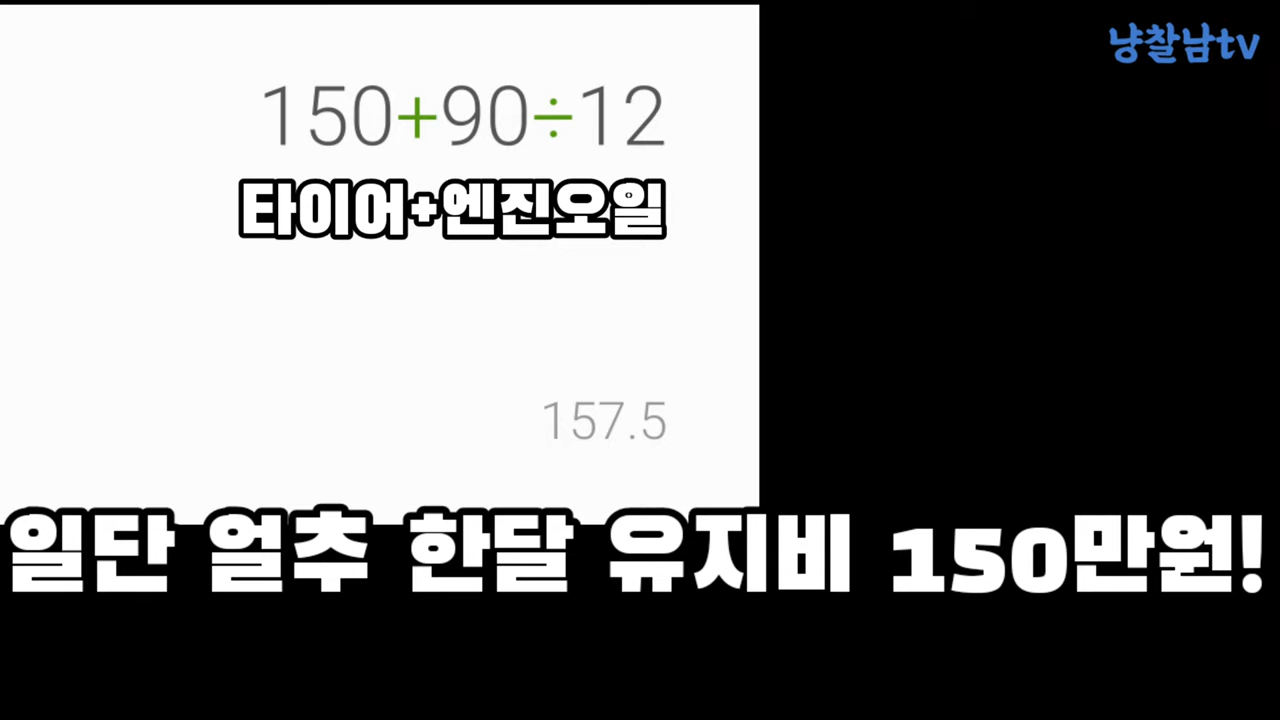 냥찰남tv
150+90÷12
타이어+엔진오일
157.5
일단 얼추 한달 유지비 150만원!